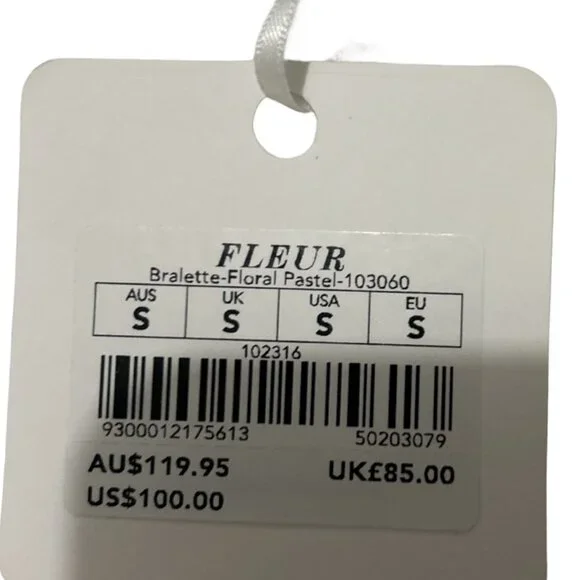 FLEUR
Bralette-Floral Pastel-103060
AUS UK USA EU
S S S S
102316
9300012175613 50203079
AU$119.95 UK£85.00
US$100.00